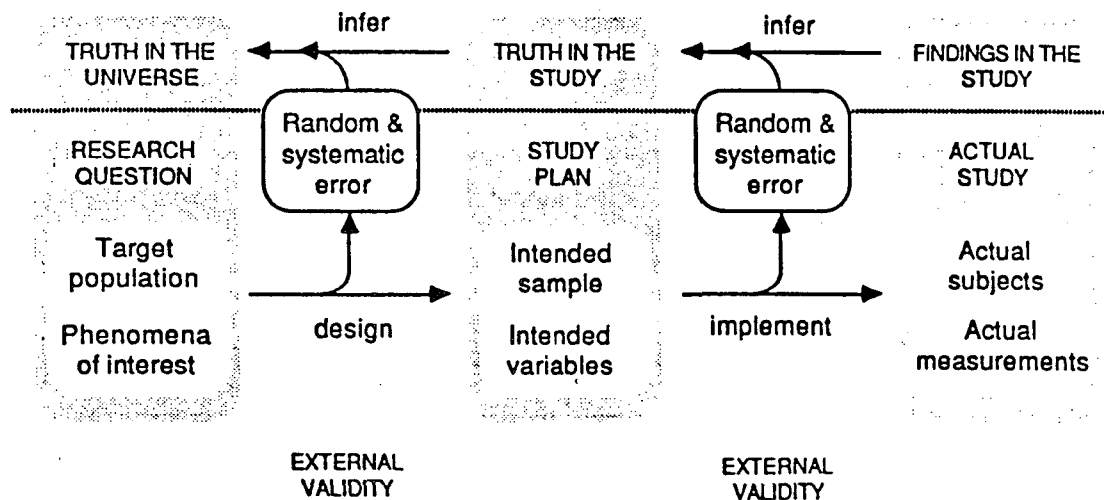 infer
infer
TRUTH IN THE
UNIVERSE
TRUTH IN THE
STUDY
FINDINGS IN THE
STUDY
Random &
systematic
error
Random &
systematic
error
RESEARCH
QUESTION
STUDY
PLAN
ACTUAL
STUDY
Target
population
Intended
sample
Actual
subjects
design
implement
Phenomena
of interest
Intended
variables
Actual
measurements
EXTERNAL
VALIDITY
EXTERNAL
VALIDITY